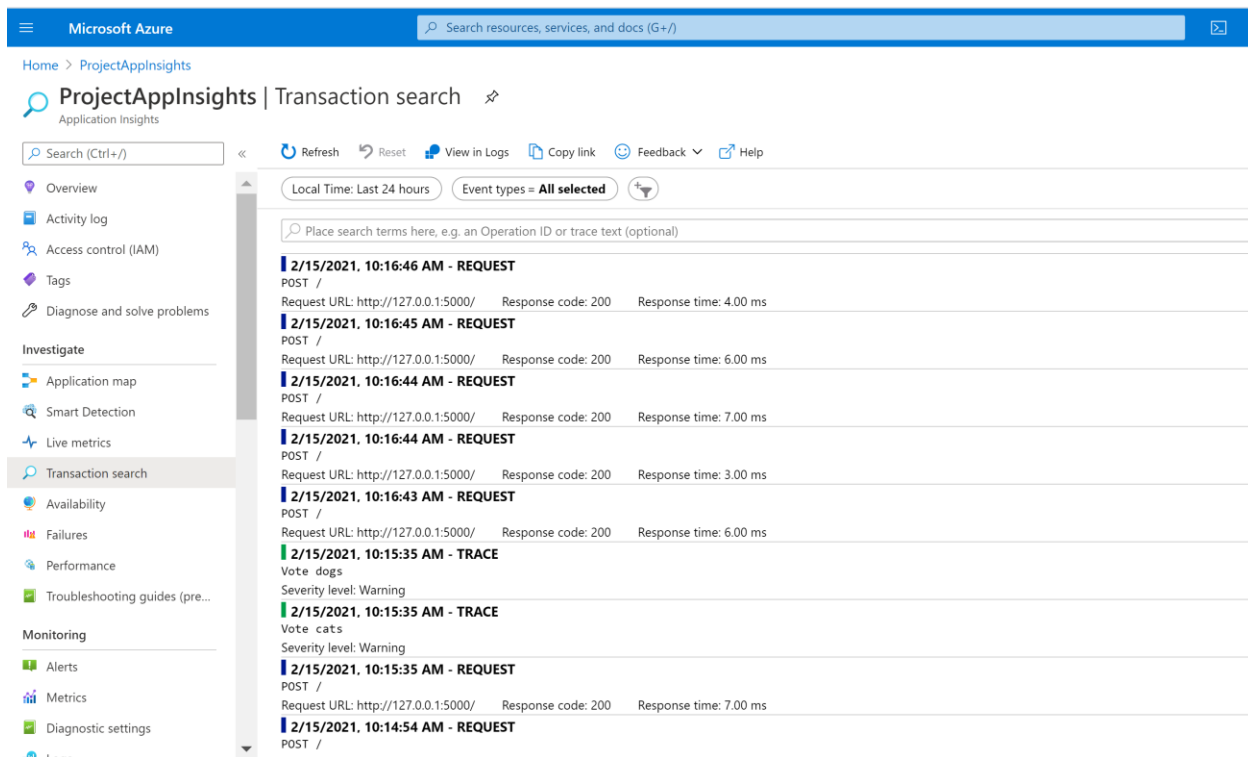 Microsoft Azure
Search resources, services, and docs (G+/)
Home > ProjectAppInsights
ProjectAppInsights | Transaction search
Application Insights
Search (Ctrl+/)
«
Refresh
Reset
View in Logs
Copy link
Feedback
Help
Overview
Activity log
Access control (IAM)
Tags
Diagnose and solve problems
Investigate
Application map
Smart Detection
Live metrics
Transaction search
Availability
Failures
Performance
Troubleshooting guides (pre...
Monitoring
Alerts
Metrics
Diagnostic settings
Local Time: Last 24 hours
Event types = All selected
Place search terms here, e.g. an Operation ID or trace text (optional)
2/15/2021, 10:16:46 AM - REQUEST
POST /
Request URL: http://127.0.0.1:5000/ Response code: 200 Response time: 4.00 ms
2/15/2021, 10:16:45 AM - REQUEST
POST /
Request URL: http://127.0.0.1:5000/ Response code: 200 Response time: 6.00 ms
2/15/2021, 10:16:44 AM - REQUEST
POST /
Request URL: http://127.0.0.1:5000/ Response code: 200 Response time: 7.00 ms
2/15/2021, 10:16:44 AM - REQUEST
POST /
Request URL: http://127.0.0.1:5000/ Response code: 200 Response time: 3.00 ms
2/15/2021, 10:16:43 AM - REQUEST
POST /
Request URL: http://127.0.0.1:5000/ Response code: 200 Response time: 6.00 ms
2/15/2021, 10:15:35 AM - TRACE
Vote dogs
Severity level: Warning
2/15/2021, 10:15:35 AM - TRACE
Vote cats
Severity level: Warning
2/15/2021, 10:15:35 AM - REQUEST
POST /
Request URL: http://127.0.0.1:5000/ Response code: 200 Response time: 7.00 ms
2/15/2021, 10:14:54 AM - REQUEST
POST /